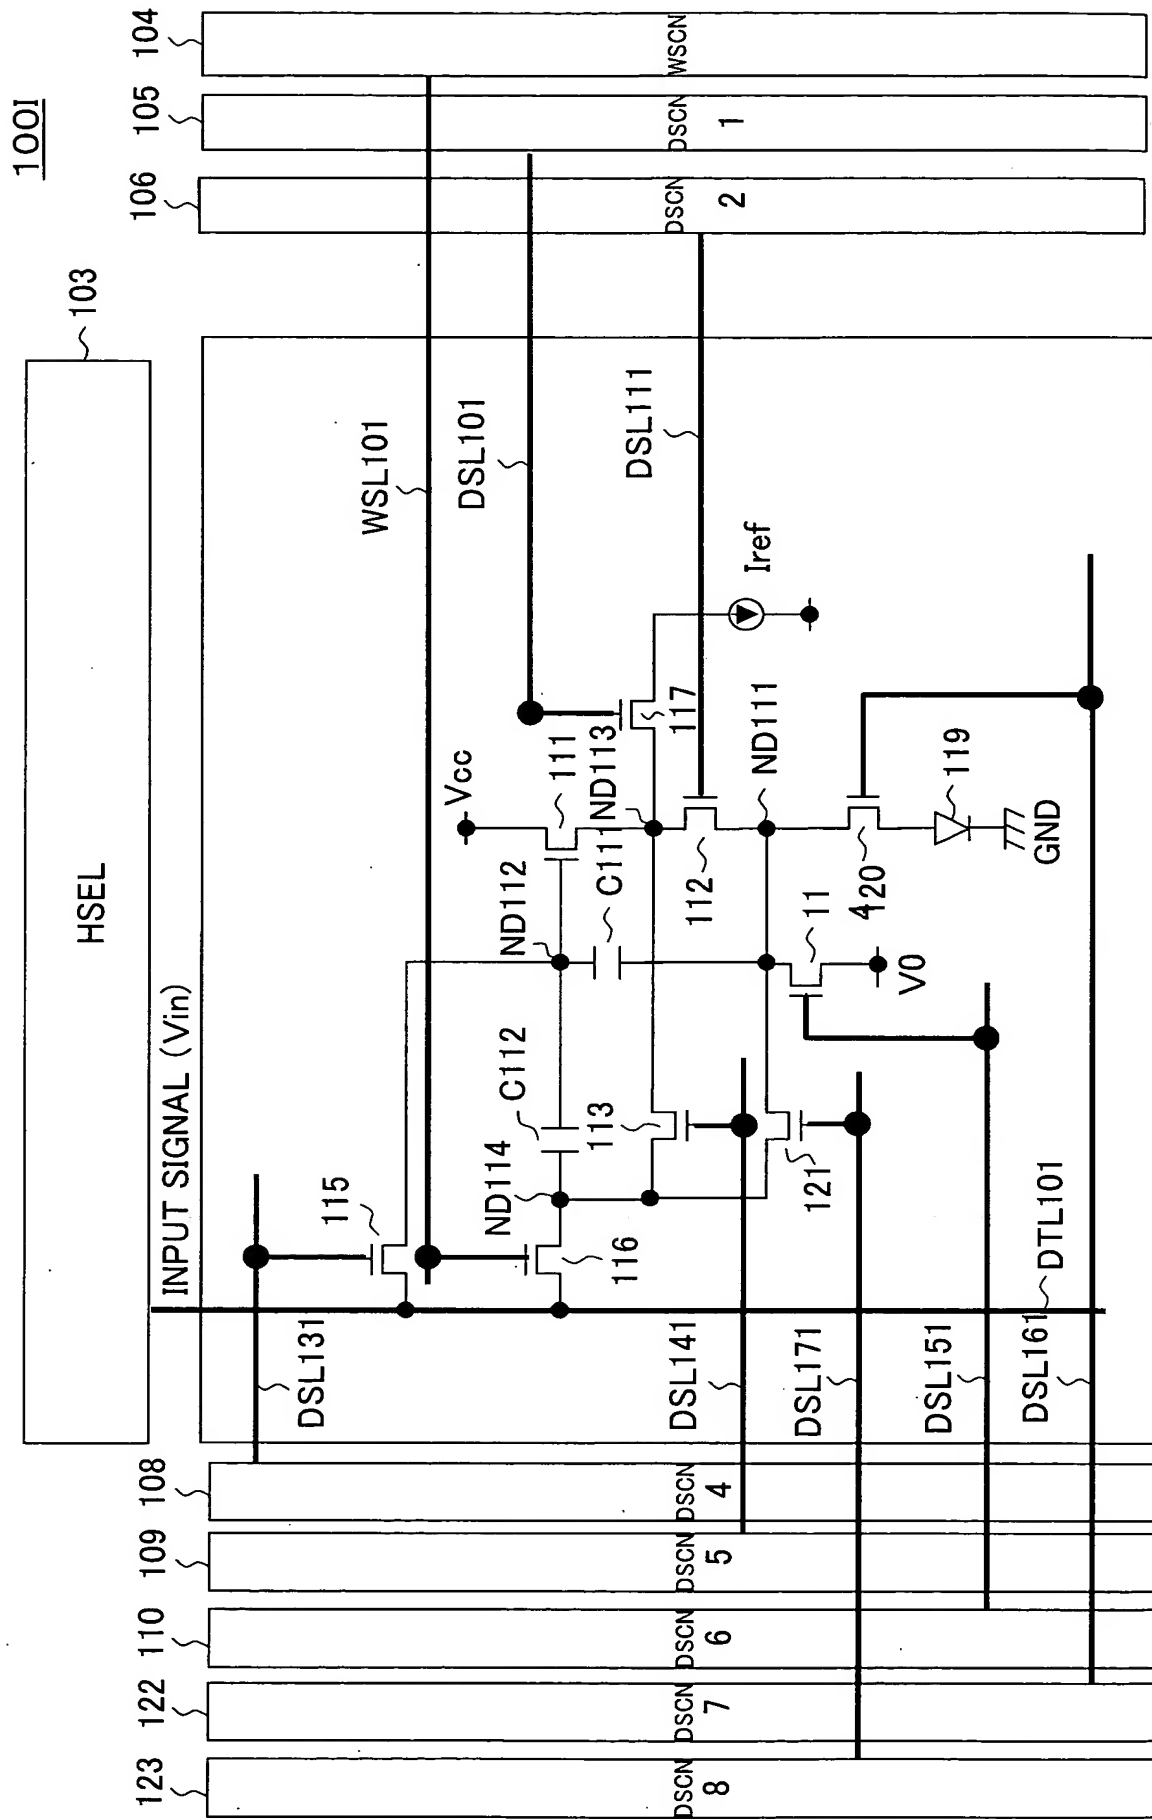 100I
103
HSEL
123
122
110
109
108
106
105
104
INPUT SIGNAL (Vin)
DSL131
115
WSL101
DSL101
ND114
C112
ND112
Vcc
111
116
C111
ND113
117
Iref
DSL111
113
112
ND111
DSL141
121
11
4
120
119
V0
GND
DSL171
DSL151
DSL161
DTL101
DSCN
8
DSCN
7
DSCN
6
DSCN
5
DSCN
4
DSCN
2
DSCN
1
WSCN